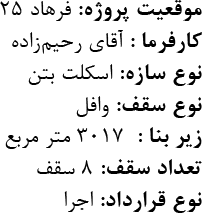 موقعیت پروژه: فرهاد ۲۵
کارفرما : آقای رحیم‌زاده
نوع سازه: اسکلت بتن
نوع سقف: وافل
زیر بنا : ۳۰۱۷ متر مربع
تعداد سقف: ۸ سقف
نوع قرارداد: اجرا